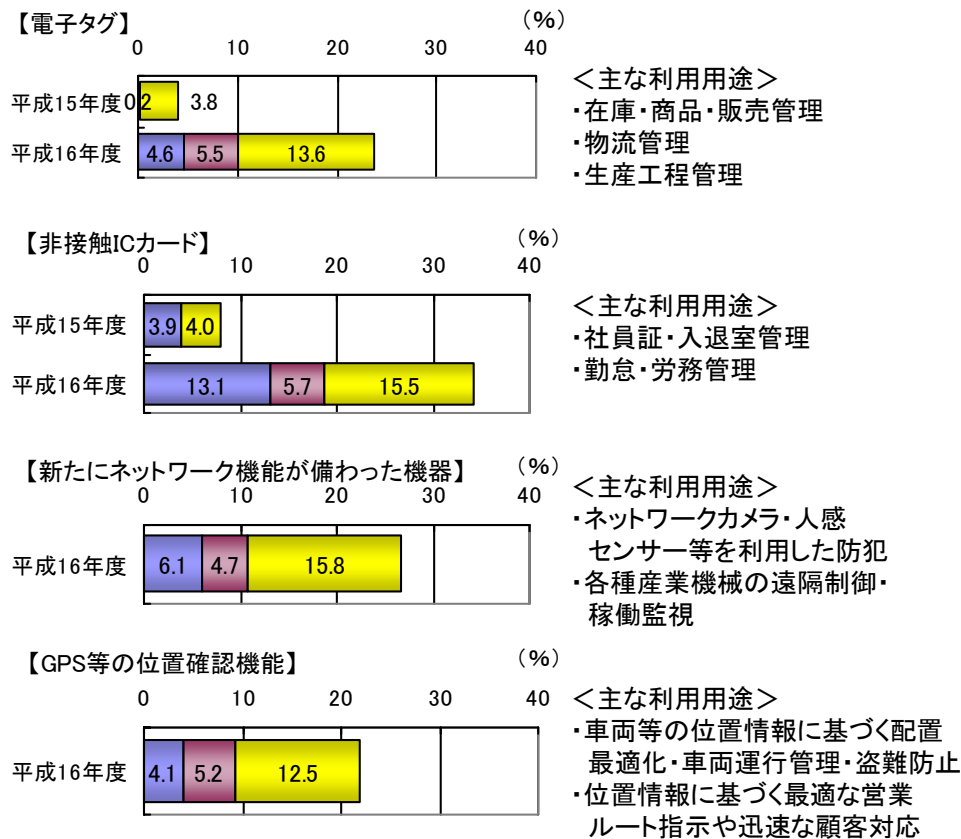 【電子タグ】
(%)
0 10 20 30 40
平成15年度 0.2 3.8
平成16年度 4.6 5.5 13.6
<主な利用用途>
・在庫・商品・販売管理
・物流管理
・生産工程管理
【非接触ICカード】
(%)
0 10 20 30 40
平成15年度 3.9 4.0
平成16年度 13.1 5.7 15.5
<主な利用用途>
・社員証・入退室管理
・勤怠・労務管理
【新たにネットワーク機能が備わった機器】
(%)
0 10 20 30 40
平成16年度 6.1 4.7 15.8
<主な利用用途>
・ネットワークカメラ・人感
センサー等を利用した防犯
・各種産業機械の遠隔制御・
稼働監視
【GPS等の位置確認機能】
(%)
0 10 20 30 40
平成16年度 4.1 5.2 12.5
<主な利用用途>
・車両等の位置情報に基づく配置
最適化・車両運行管理・盗難防止
・位置情報に基づく最適な営業
ルート指示や迅速な顧客対応